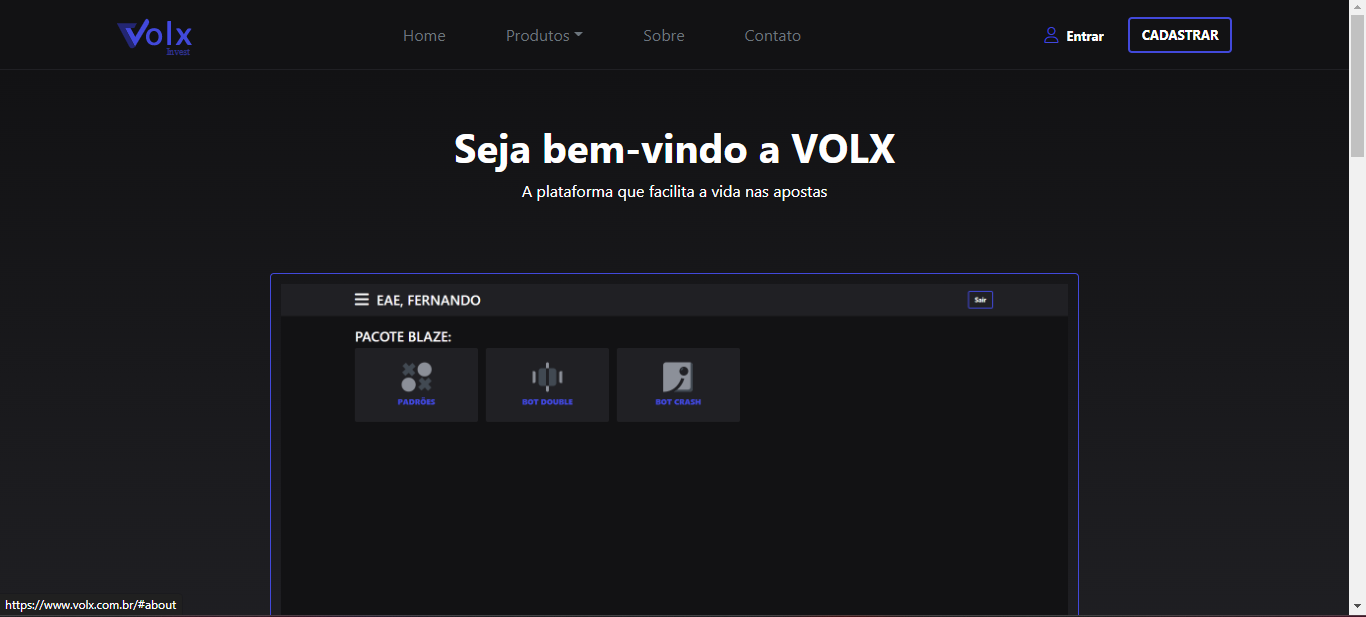 Volx
Invest
Home
Produtos
Sobre
Contato
Entrar
CADASTRAR
Seja bem-vindo a VOLX
A plataforma que facilita a vida nas apostas
EAE, FERNANDO
Sair
PACOTE BLAZE:
PADRÕES
BOT DOUBLE
BOT CRASH
https://www.volx.com.br/#about